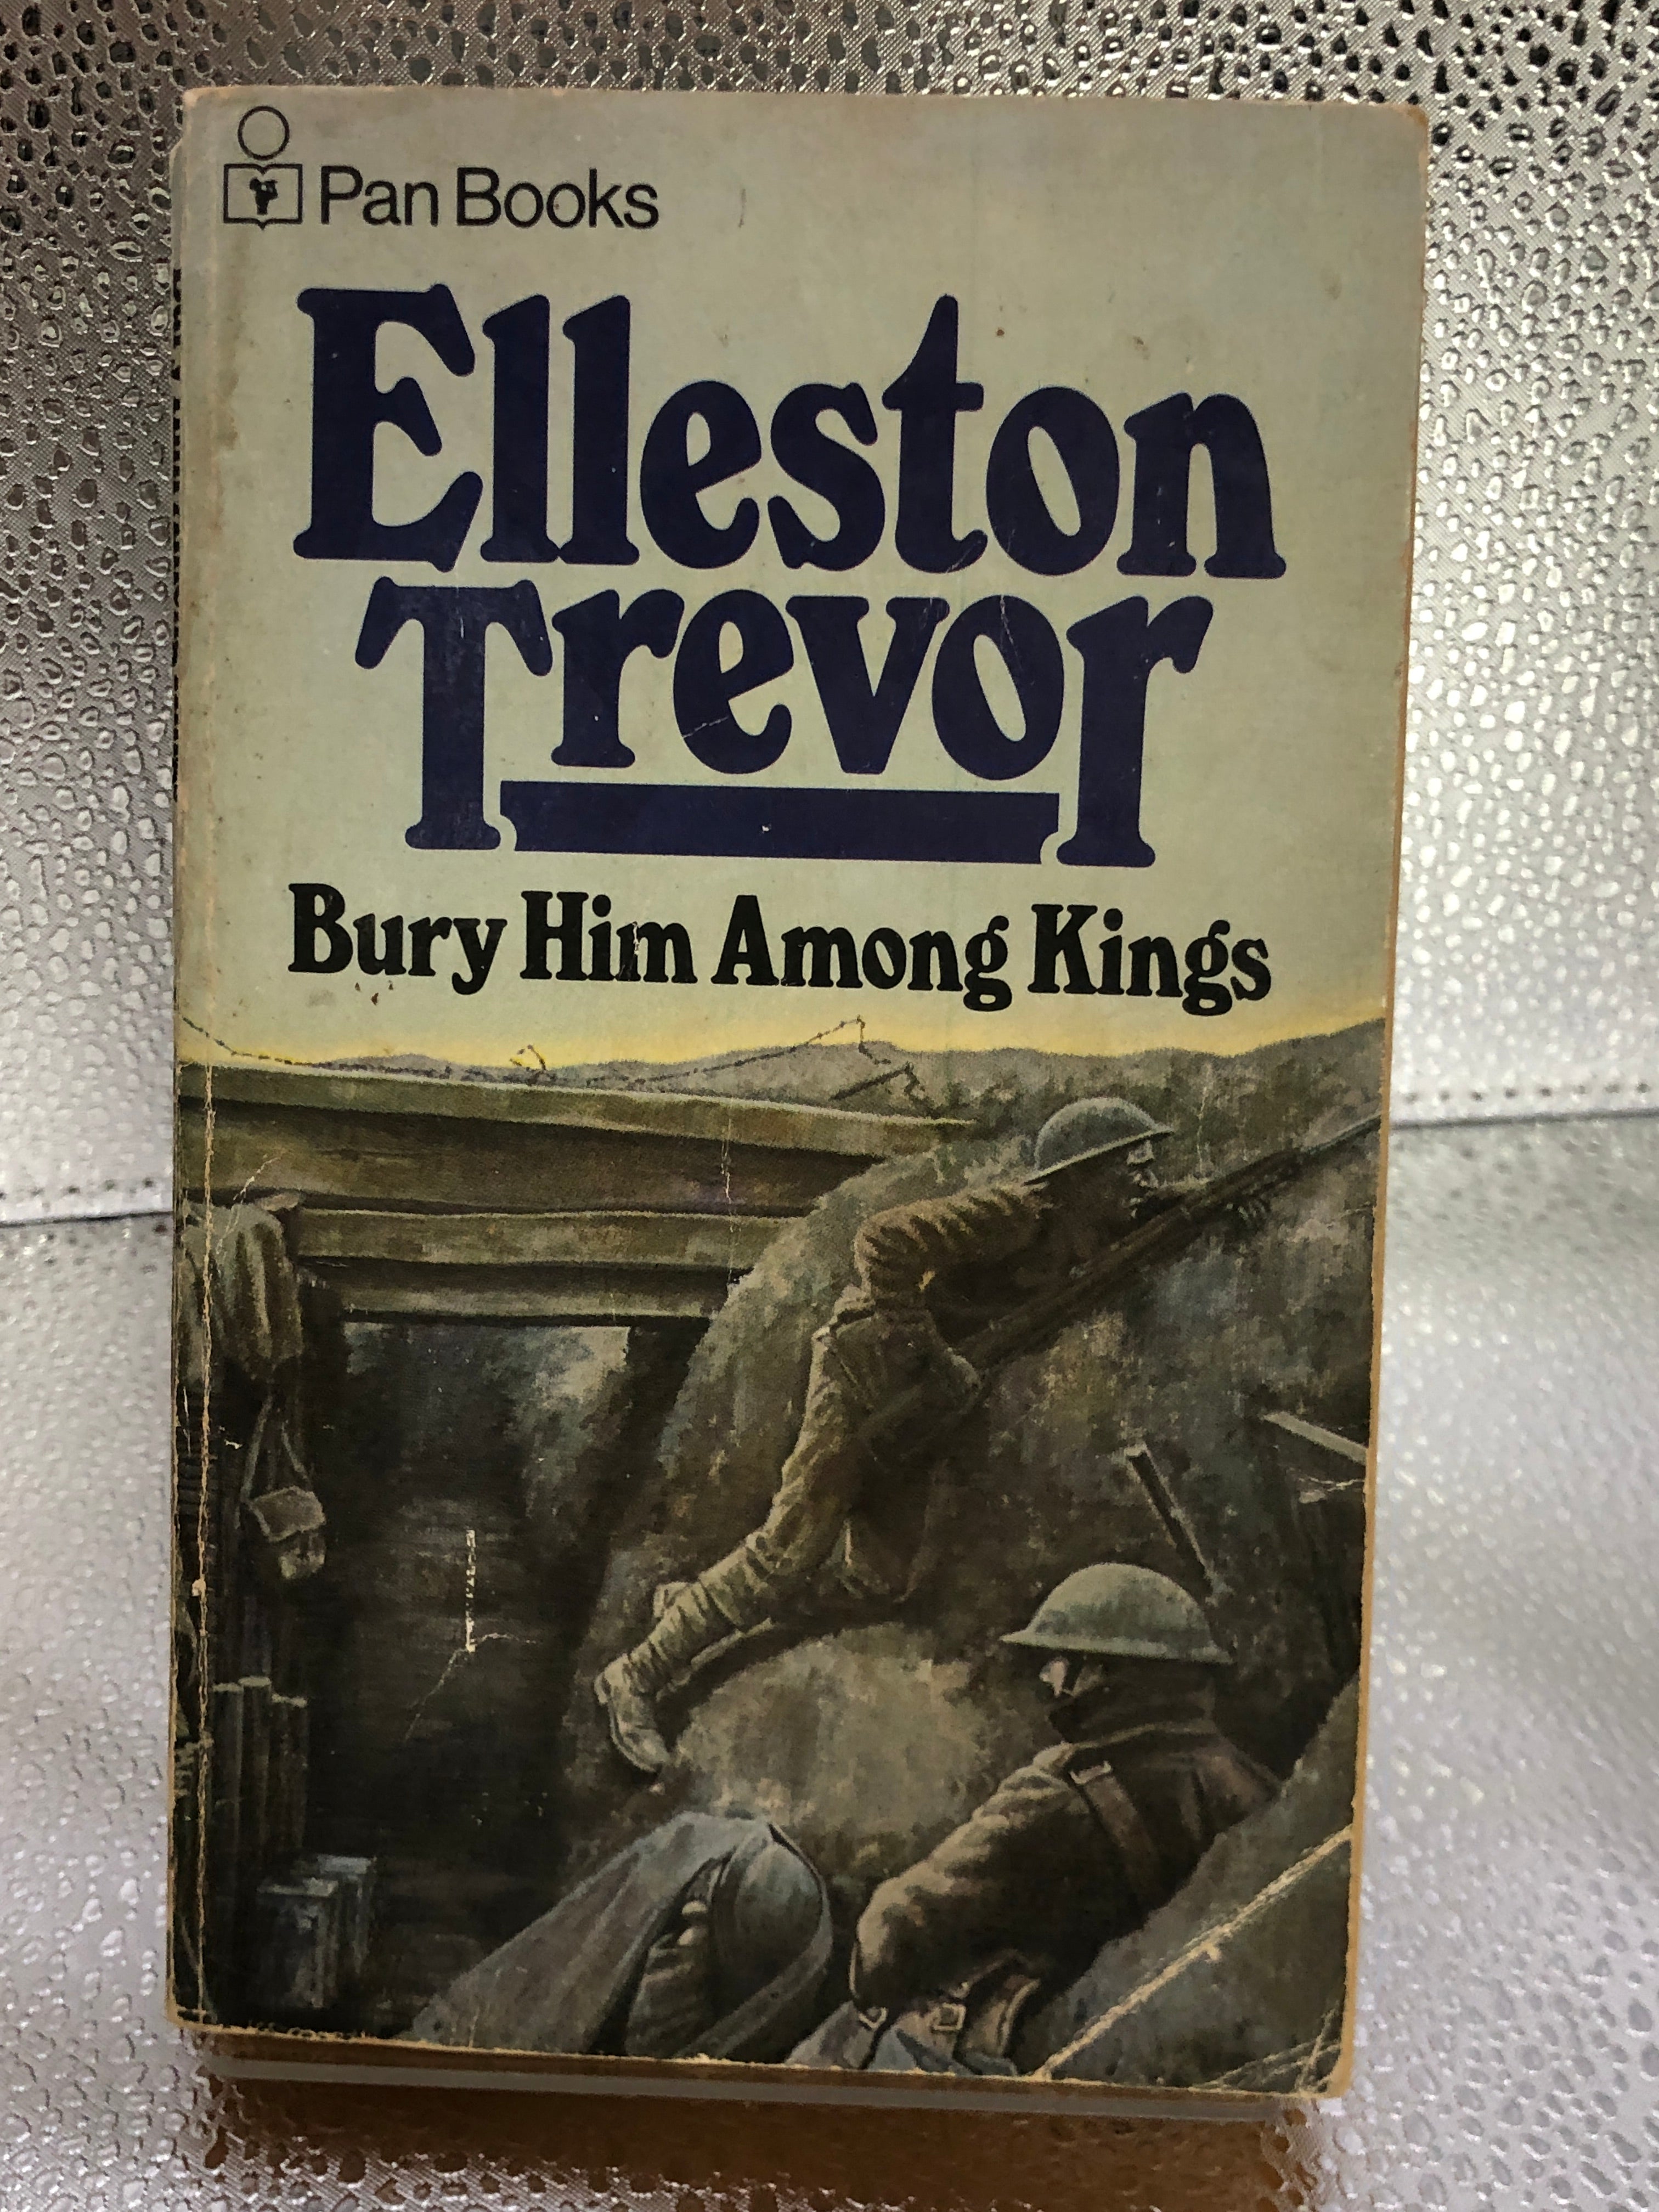 Pan Books
Elleston
Trevor
Bury Him Among Kings